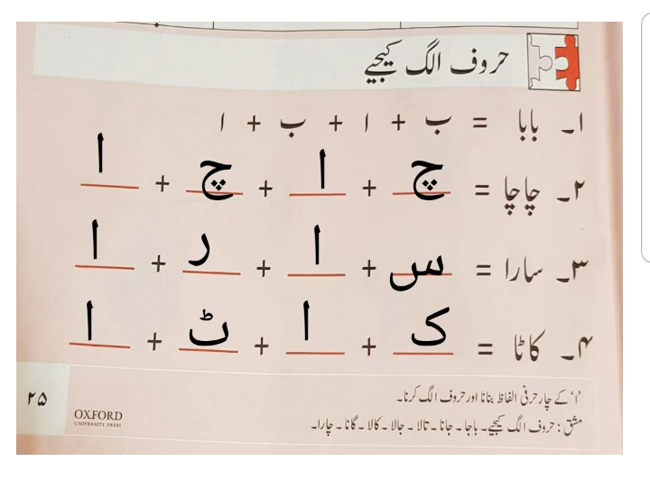 حروف الگ کیجیے
۱۔ بابا = ب + ا + ب + ا
۲۔ چاچا = چ + ا + چ + ا
۳۔ سارا = س + ا + ر + ا
۴۔ کاٹا = ک + ا + ٹ + ا
'ا' کے چار حرفی الفاظ بنانا اور حروف الگ کرنا۔
مشق: حروف الگ کیجیے۔ باجا۔ جانا۔ تالا۔ جالا۔ کالا۔ گانا۔ چارا۔
۲۵
OXFORD
UNIVERSITY PRESS